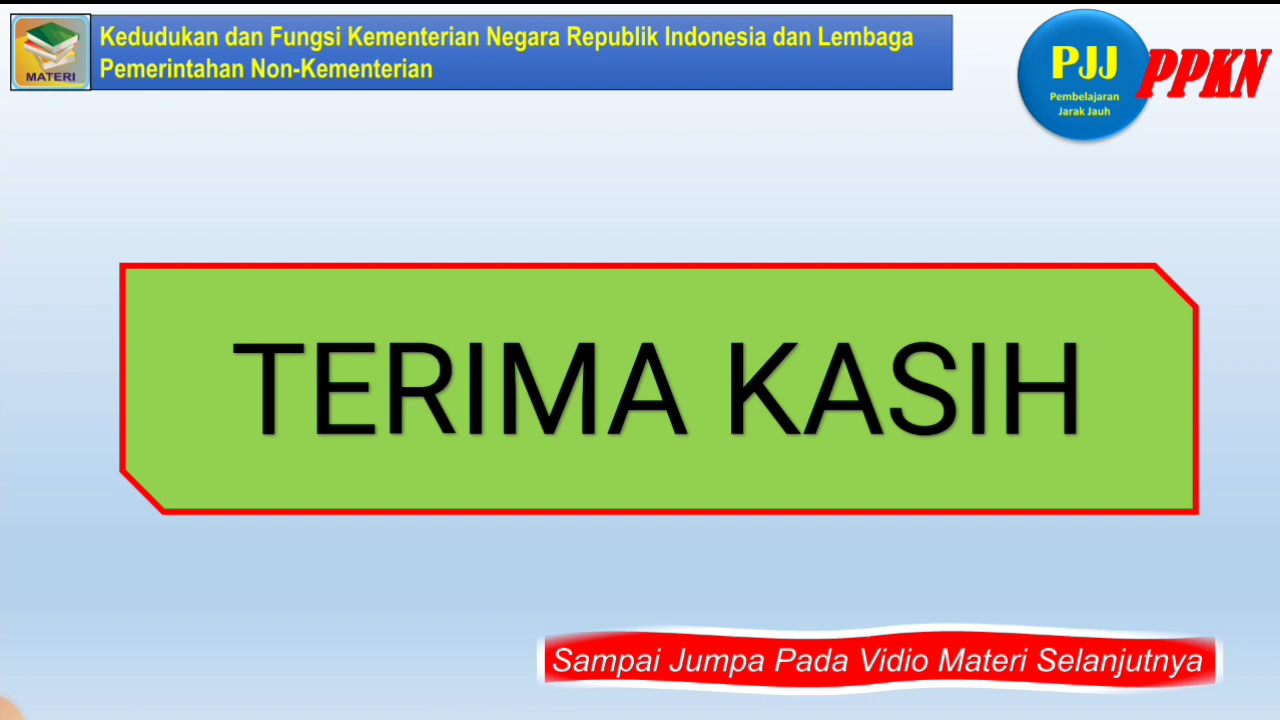 MATERI
Kedudukan dan Fungsi Kementerian Negara Republik Indonesia dan Lembaga
Pemerintahan Non-Kementerian
PJJ
Pembelajaran
Jarak Jauh
PPKN
TERIMA KASIH
Sampai Jumpa Pada Vidio Materi Selanjutnya